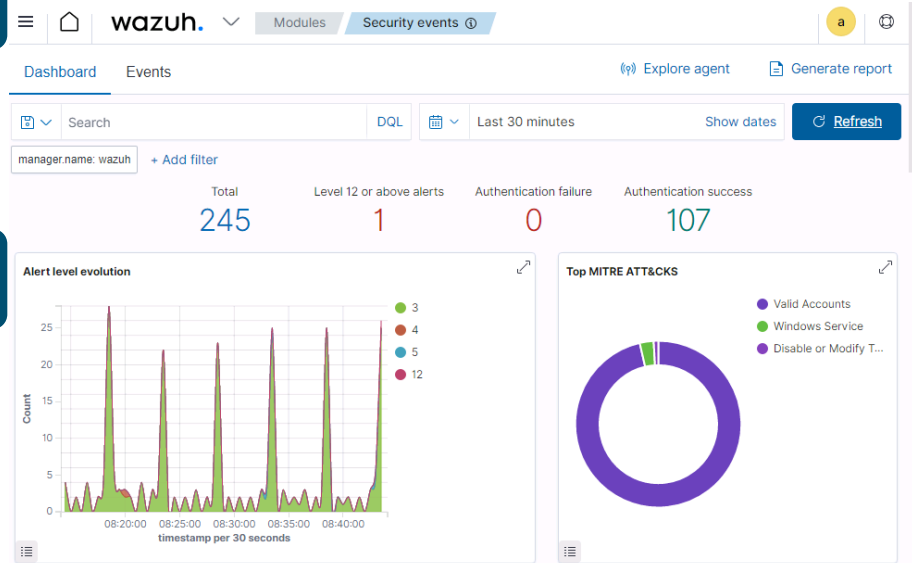 wazuh. Modules Security events a
Dashboard Events Explore agent Generate report
Search DQL Last 30 minutes Show dates Refresh
manager.name: wazuh + Add filter
Total Level 12 or above alerts Authentication failure Authentication success
245 1 0 107
Alert level evolution
25
20
15
10
5
0
Count
08:20:00 08:25:00 08:30:00 08:35:00 08:40:00
timestamp per 30 seconds
3
4
5
12
Top MITRE ATT&CKS
Valid Accounts
Windows Service
Disable or Modify T...